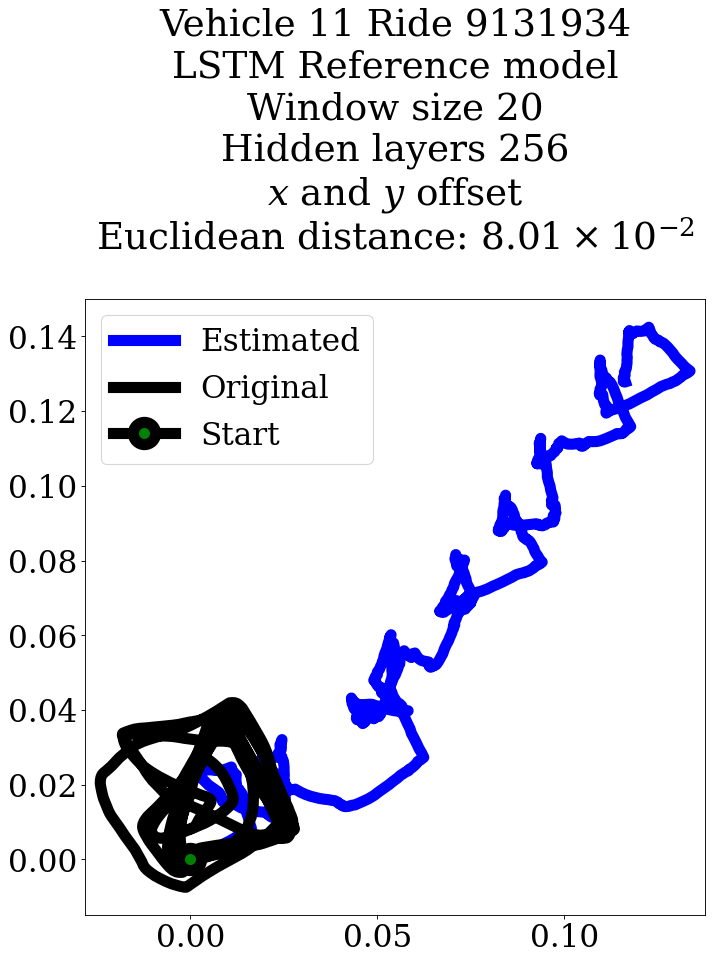 Vehicle 11 Ride 9131934
LSTM Reference model
Window size 20
Hidden layers 256
x and y offset
Euclidean distance: 8.01 × 10⁻²
Estimated
Original
Start
0.14
0.12
0.10
0.08
0.06
0.04
0.02
0.00
0.00 0.05 0.10